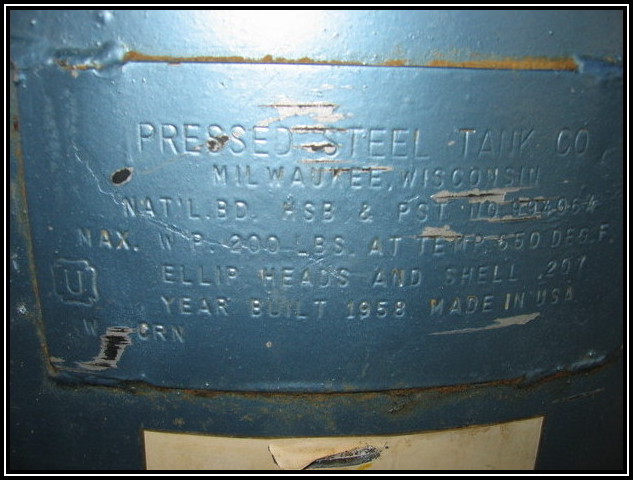 PRESSED STEEL TANK CO
MILWAUKEE, WISCONSIN
NAT'L. BD. HSB & PST NO.
MAX. W.P. 200 LBS. AT TEMP. 650 DEG. F.
U ELLIP HEADS AND SHELL .207
YEAR BUILT 1958 MADE IN USA
W CRN